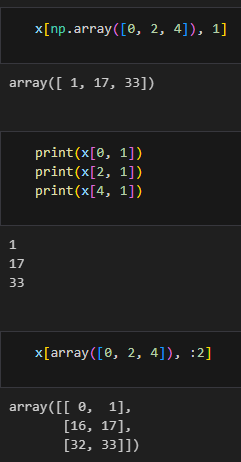 x[np.array([0, 2, 4]), 1]
array([ 1, 17, 33])
print(x[0, 1])
print(x[2, 1])
print(x[4, 1])
1
17
33
x[array([0, 2, 4]), :2]
array([[ 0,  1],
       [16, 17],
       [32, 33]])